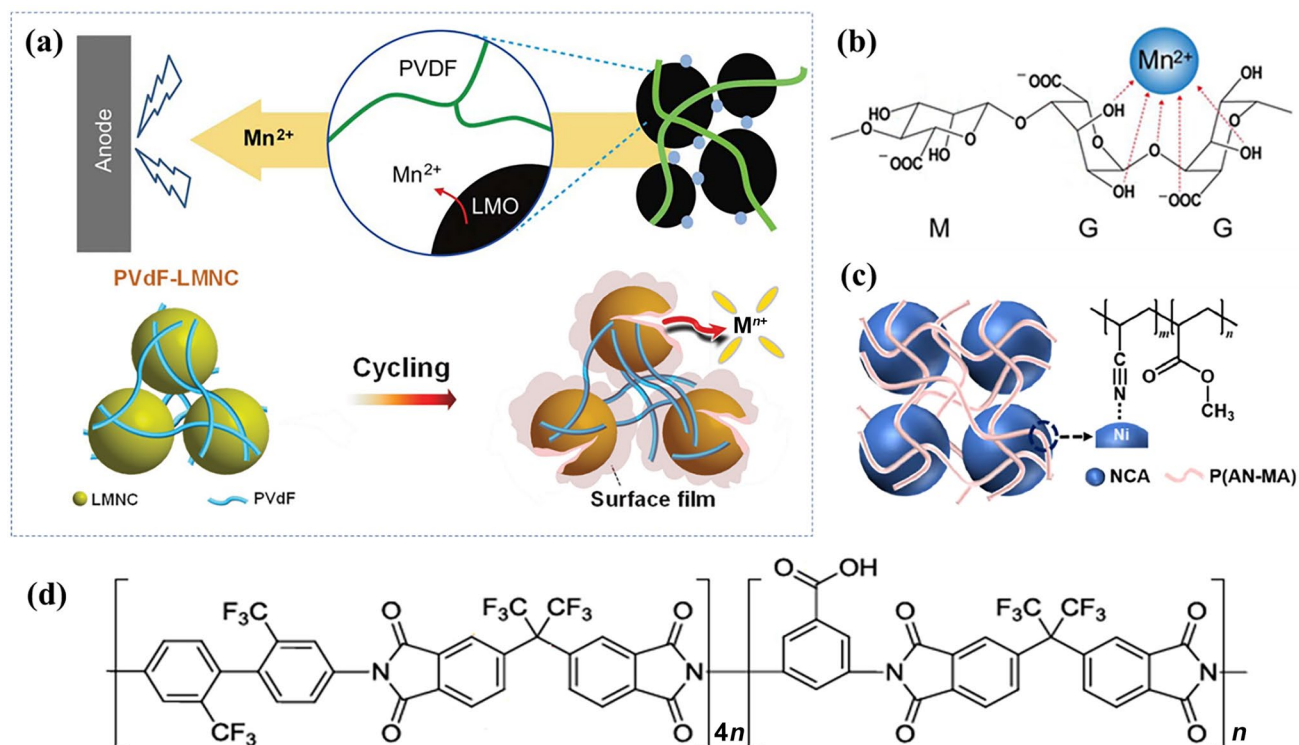 (a)
Anode
Mn2+
PVDF
Mn2+
LMO
PVdF-LMNC
Cycling
Mn+
Surface film
LMNC
PVdF
(b)
Mn2+
-OOC
OH
HO
OH
O
O
HO
-OOC
O
HO
O
O
OH
O
OH
O
OH
-OOC
M
G
G
(c)
m
n
C
N
O
O
CH3
Ni
NCA
P(AN-MA)
(d)
O
OH
F3C
F3C
CF3
F3C
CF3
O
O
O
O
N
N
N
N
O
O
O
O
CF3
4n
n